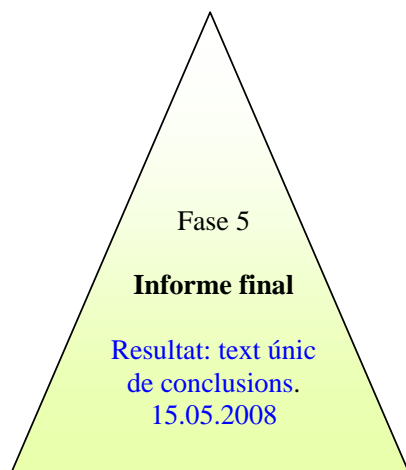 Fase 5
Informe final
Resultat: text únic
de conclusions.
15.05.2008